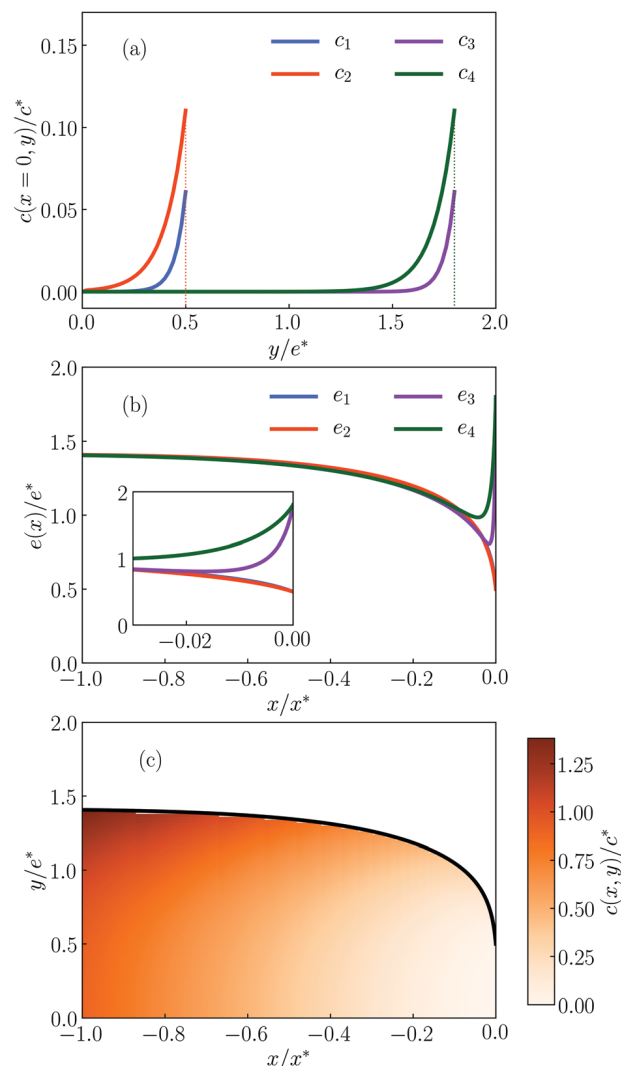 (a)
c₁ c₃
c₂ c₄
c(x = 0, y)/c*
0.15
0.10
0.05
0.00
0.0 0.5 1.0 1.5 2.0
y/e*
(b)
e₁ e₃
e₂ e₄
e(x)/e*
2.0
1.5
1.0
0.5
0.0
2
1
0
−0.02 0.00
−1.0 −0.8 −0.6 −0.4 −0.2 0.0
x/x*
(c)
y/e*
2.0
1.5
1.0
0.5
0.0
−1.0 −0.8 −0.6 −0.4 −0.2 0.0
x/x*
1.25
1.00
0.75
0.50
0.25
0.00
c(x, y)/c*